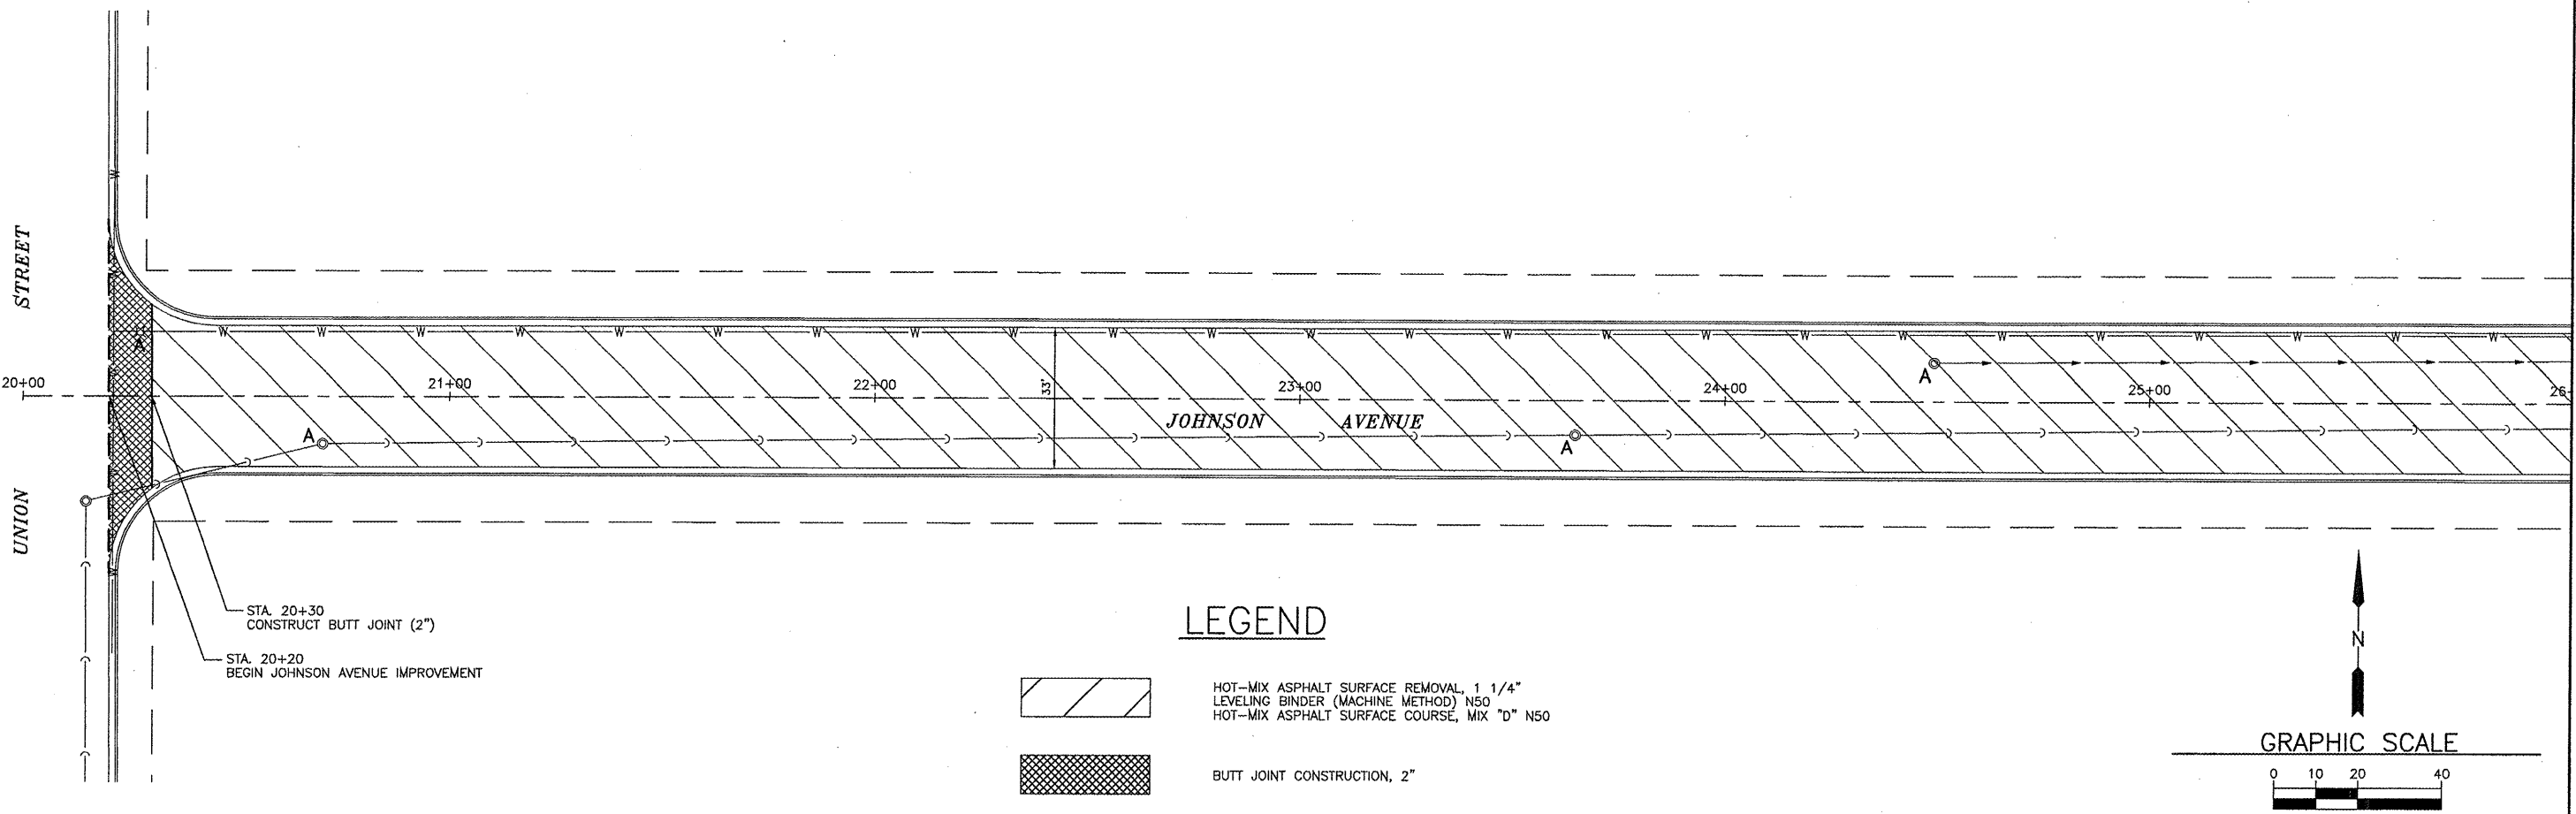 STREET
UNION
20+00
21+00
22+00
23+00
24+00
25+00
26
33'
JOHNSON AVENUE
A
A
A
A
W W W W W W W W W W W W W W W W W W W W W W W W
W
W
STA. 20+30
CONSTRUCT BUTT JOINT (2")
STA. 20+20
BEGIN JOHNSON AVENUE IMPROVEMENT
LEGEND
HOT-MIX ASPHALT SURFACE REMOVAL, 1 1/4"
LEVELING BINDER (MACHINE METHOD) N50
HOT-MIX ASPHALT SURFACE COURSE, MIX "D" N50
BUTT JOINT CONSTRUCTION, 2"
N
GRAPHIC SCALE
0 10 20 40